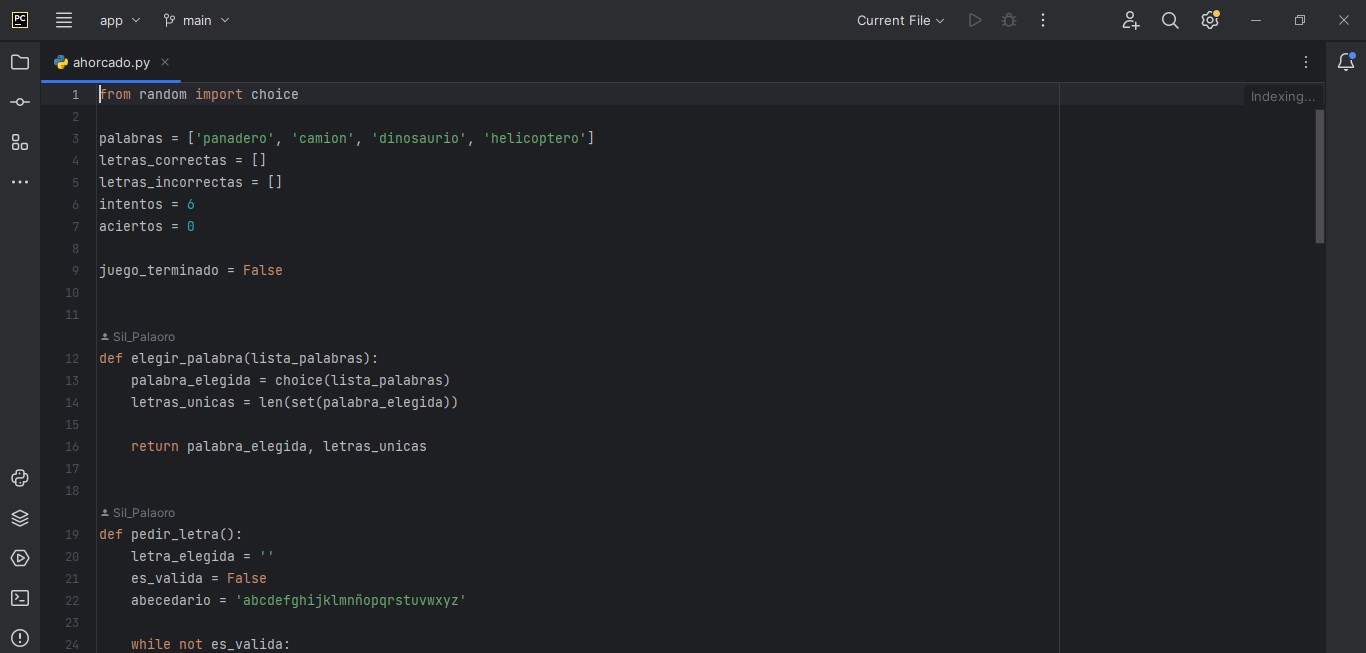 PC app main Current File
ahorcado.py
1 from random import choice Indexing...
2
3 palabras = ['panadero', 'camion', 'dinosaurio', 'helicoptero']
4 letras_correctas = []
5 letras_incorrectas = []
6 intentos = 6
7 aciertos = 0
8
9 juego_terminado = False
10
11
Sil_Palaoro
12 def elegir_palabra(lista_palabras):
13 palabra_elegida = choice(lista_palabras)
14 letras_unicas = len(set(palabra_elegida))
15
16 return palabra_elegida, letras_unicas
17
18
Sil_Palaoro
19 def pedir_letra():
20 letra_elegida = ''
21 es_valida = False
22 abecedario = 'abcdefghijklmnñopqrstuvwxyz'
23
24 while not es_valida: